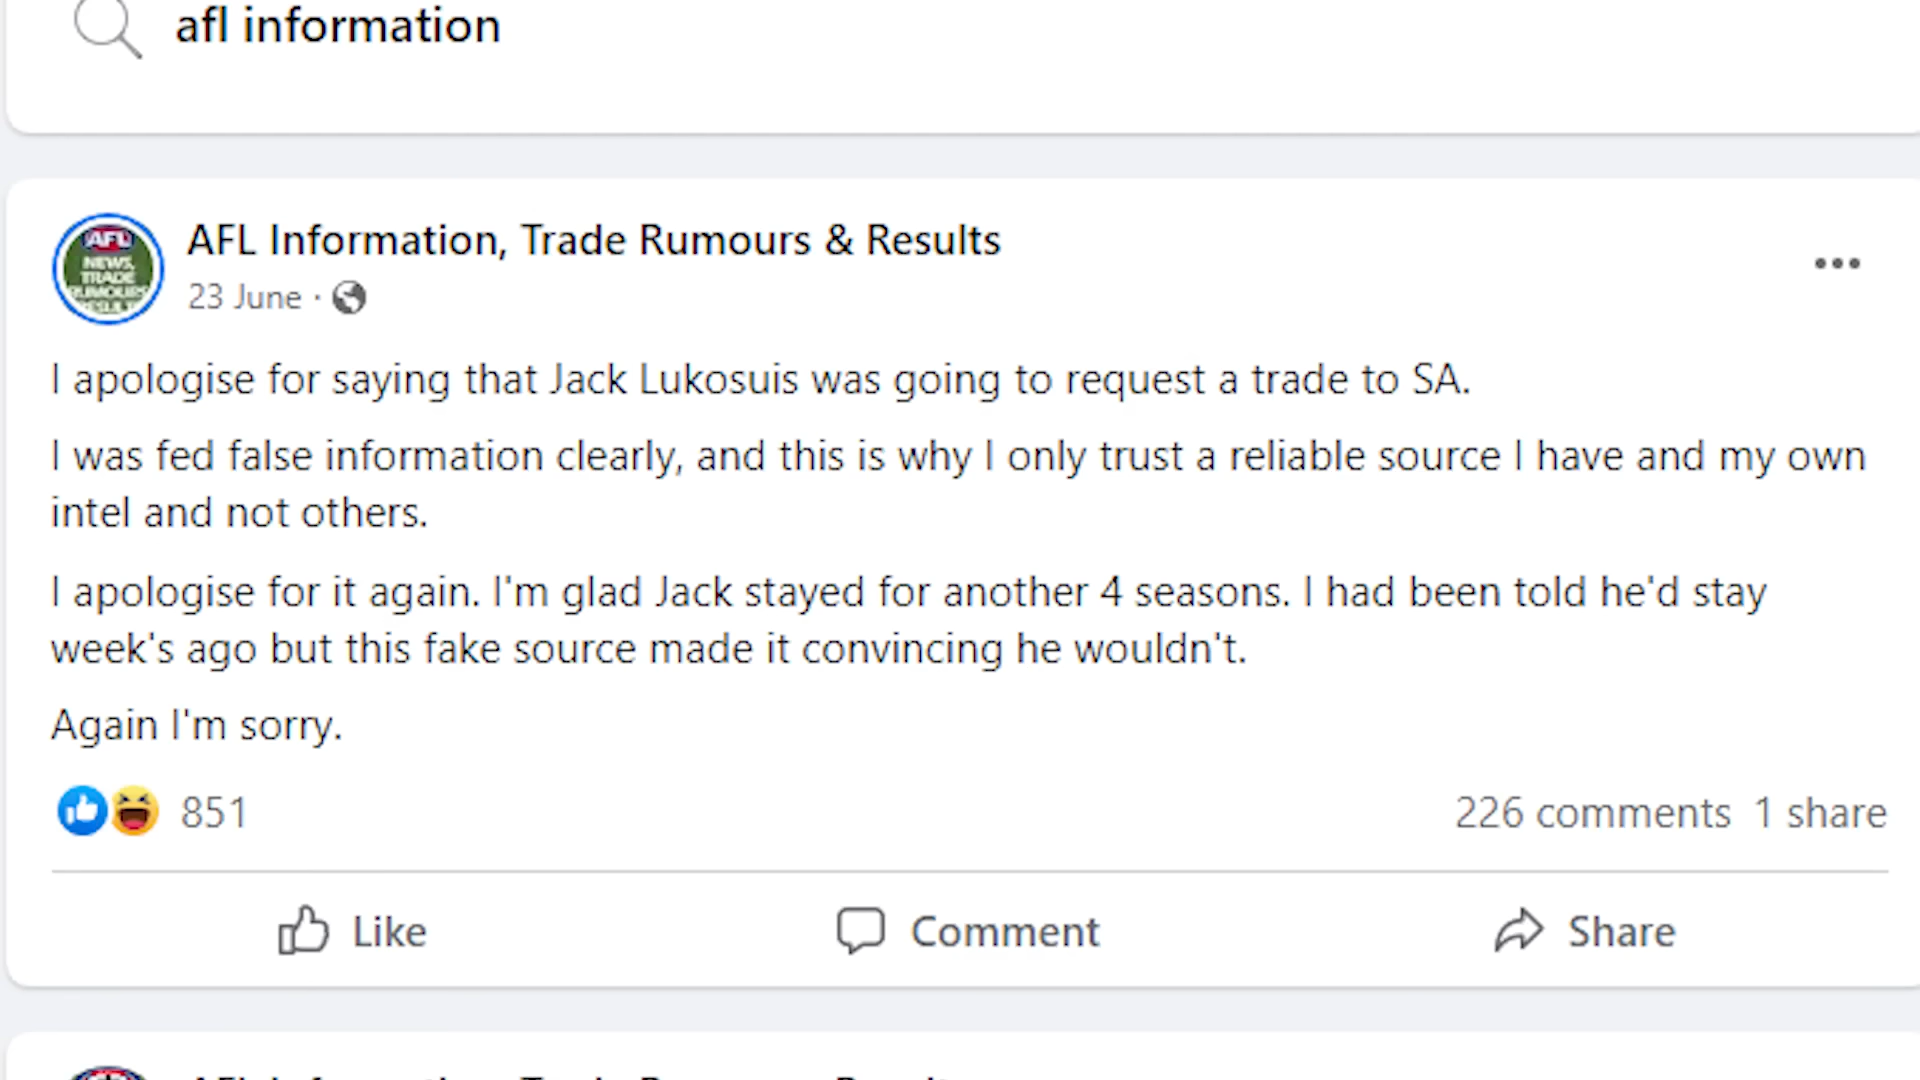 afl information
AFL Information, Trade Rumours & Results
AFL
NEWS,
TRADE
RUMOURS
23 June ·
I apologise for saying that Jack Lukosuis was going to request a trade to SA.
I was fed false information clearly, and this is why I only trust a reliable source I have and my own
intel and not others.
I apologise for it again. I'm glad Jack stayed for another 4 seasons. I had been told he'd stay
week's ago but this fake source made it convincing he wouldn't.
Again I'm sorry.
851
226 comments 1 share
Like
Comment
Share